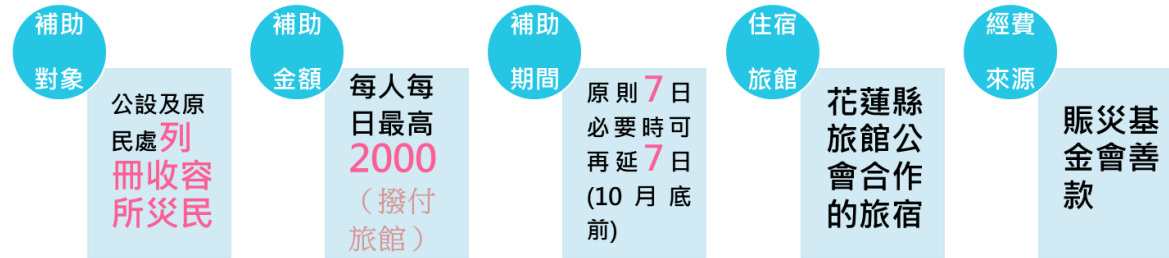 補助
對象
公設及原
民處列
冊收容
所災民
補助
金額
每人每
日最高
2000
（撥付
旅館）
補助
期間
原則7日
必要時可
再延7日
(10月底
前)
住宿
旅館
花蓮縣
旅館公
會合作
的旅宿
經費
來源
賑災基
金會善
款